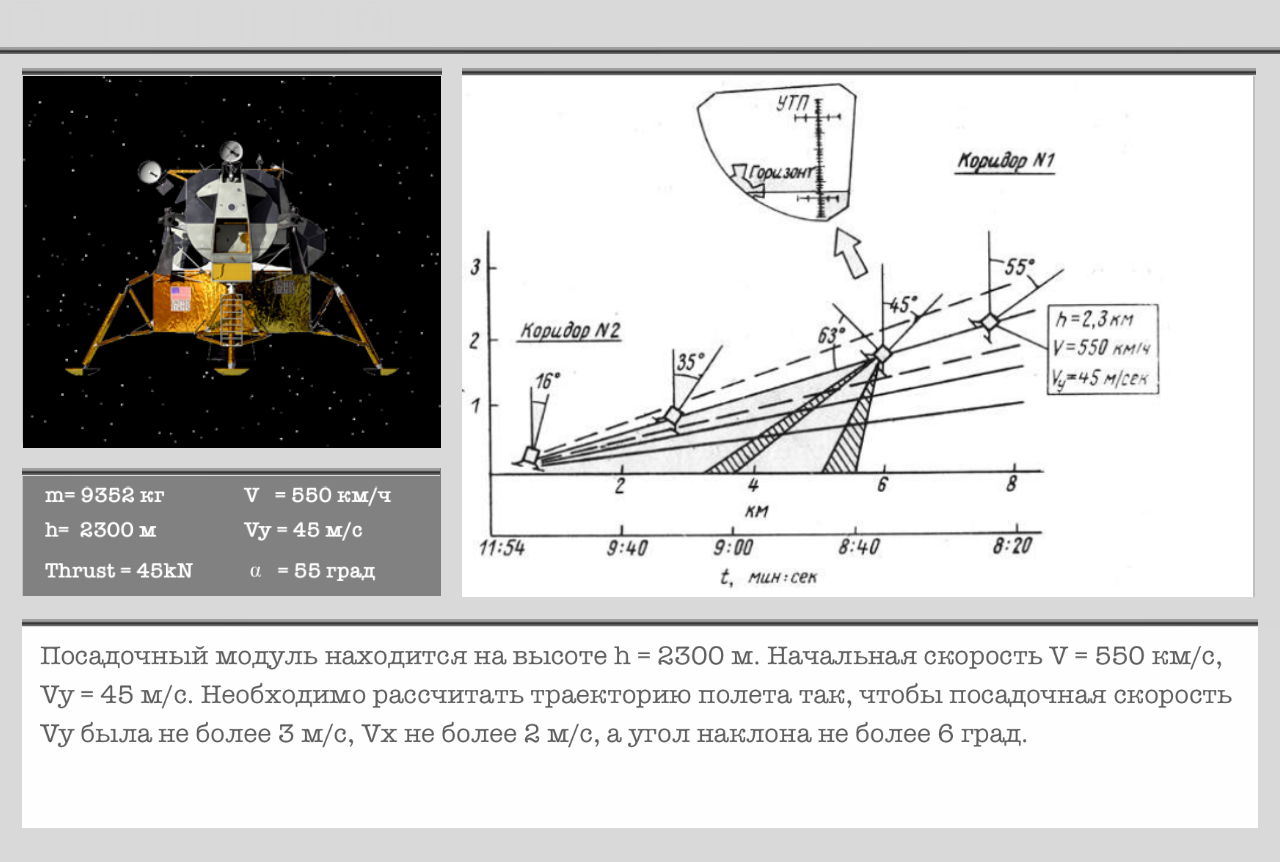 УТП
Горизонт
Коридор N1
3
2
1
55°
45°
63°
Коридор N2
35°
16°
h=2,3 км
V=550 км/ч
Vy=45 м/сек
2
4
6
8
км
11:54
9:40
9:00
8:40
8:20
t, мин:сек
m= 9352 кг
V = 550 км/ч
h= 2300 м
Vy = 45 м/с
Thrust = 45kN
α = 55 град
Посадочный модуль находится на высоте h = 2300 м. Начальная скорость V = 550 км/с,
Vy = 45 м/с. Необходимо рассчитать траекторию полета так, чтобы посадочная скорость
Vy была не более 3 м/с, Vx не более 2 м/с, а угол наклона не более 6 град.